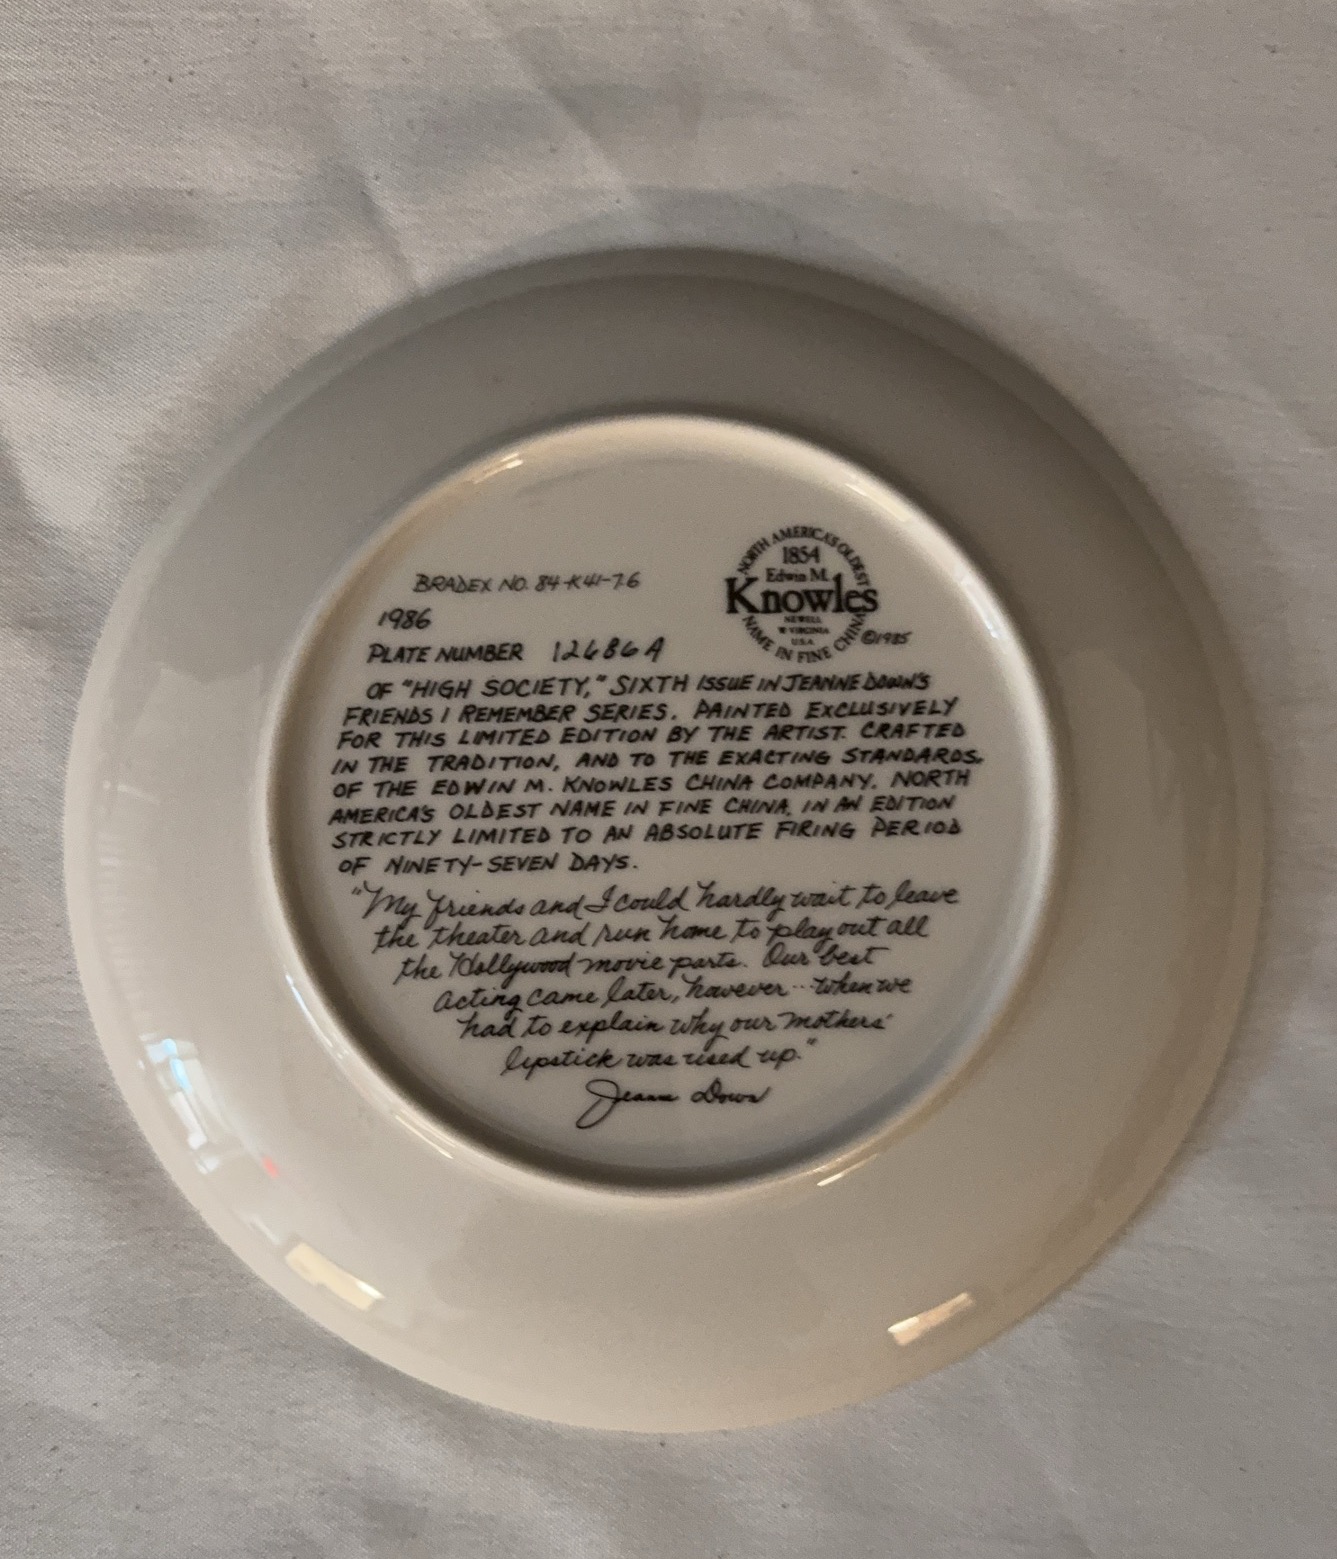 NORTH AMERICA'S OLDEST
1854
Edwin M.
Knowles
NEWELL
W VIRGINIA
U.S.A.
NAME IN FINE CHINA
©1985
BRADEX NO. 84-K41-7.6
1986
PLATE NUMBER 12686A
OF "HIGH SOCIETY," SIXTH ISSUE IN JEANNE DOWN'S
FRIENDS I REMEMBER SERIES. PAINTED EXCLUSIVELY
FOR THIS LIMITED EDITION BY THE ARTIST. CRAFTED
IN THE TRADITION, AND TO THE EXACTING STANDARDS,
OF THE EDWIN M. KNOWLES CHINA COMPANY, NORTH
AMERICA'S OLDEST NAME IN FINE CHINA, IN AN EDITION
STRICTLY LIMITED TO AN ABSOLUTE FIRING PERIOD
OF NINETY-SEVEN DAYS.
"My friends and I could hardly wait to leave
the theater and run home to play out all
the Hollywood movie parts. Our best
acting came later, however...when we
had to explain why our mothers'
lipstick was used up."
Jeanne Down